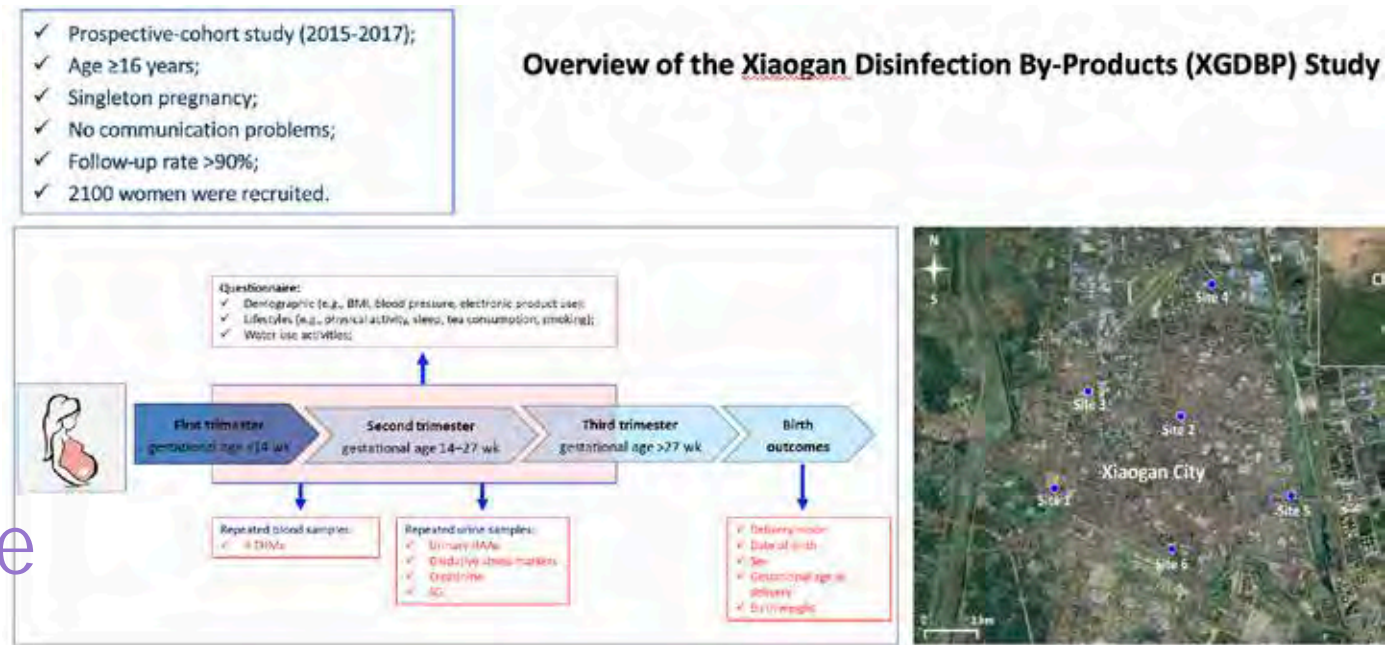 ✓ Prospective-cohort study (2015-2017);
✓ Age ≥16 years;
✓ Singleton pregnancy;
✓ No communication problems;
✓ Follow-up rate >90%;
✓ 2100 women were recruited.
Overview of the Xiaogan Disinfection By-Products (XGDBP) Study
Questionnaire:
✓ Demographic (e.g., BMI, blood pressure, electronic product use);
✓ Lifestyles (e.g., physical activity, sleep, tea consumption, smoking);
✓ Water use activities;
First trimester
gestational age <14 wk
Second trimester
gestational age 14–27 wk
Third trimester
gestational age >27 wk
Birth
outcomes
Repeated blood samples:
✓ 4
Repeated urine samples:
✓ Urinary HAAs
✓ Oxidative stress markers
✓ Creatinine
✓ SG
✓ Delivery mode
✓ Date of birth
✓ Sex
✓ Gestational age at
delivery
✓ Birth weight
e
N
S
Site 4
Site 3
Site 2
Xiaogan City
Site 1
Site 5
Site 6
0